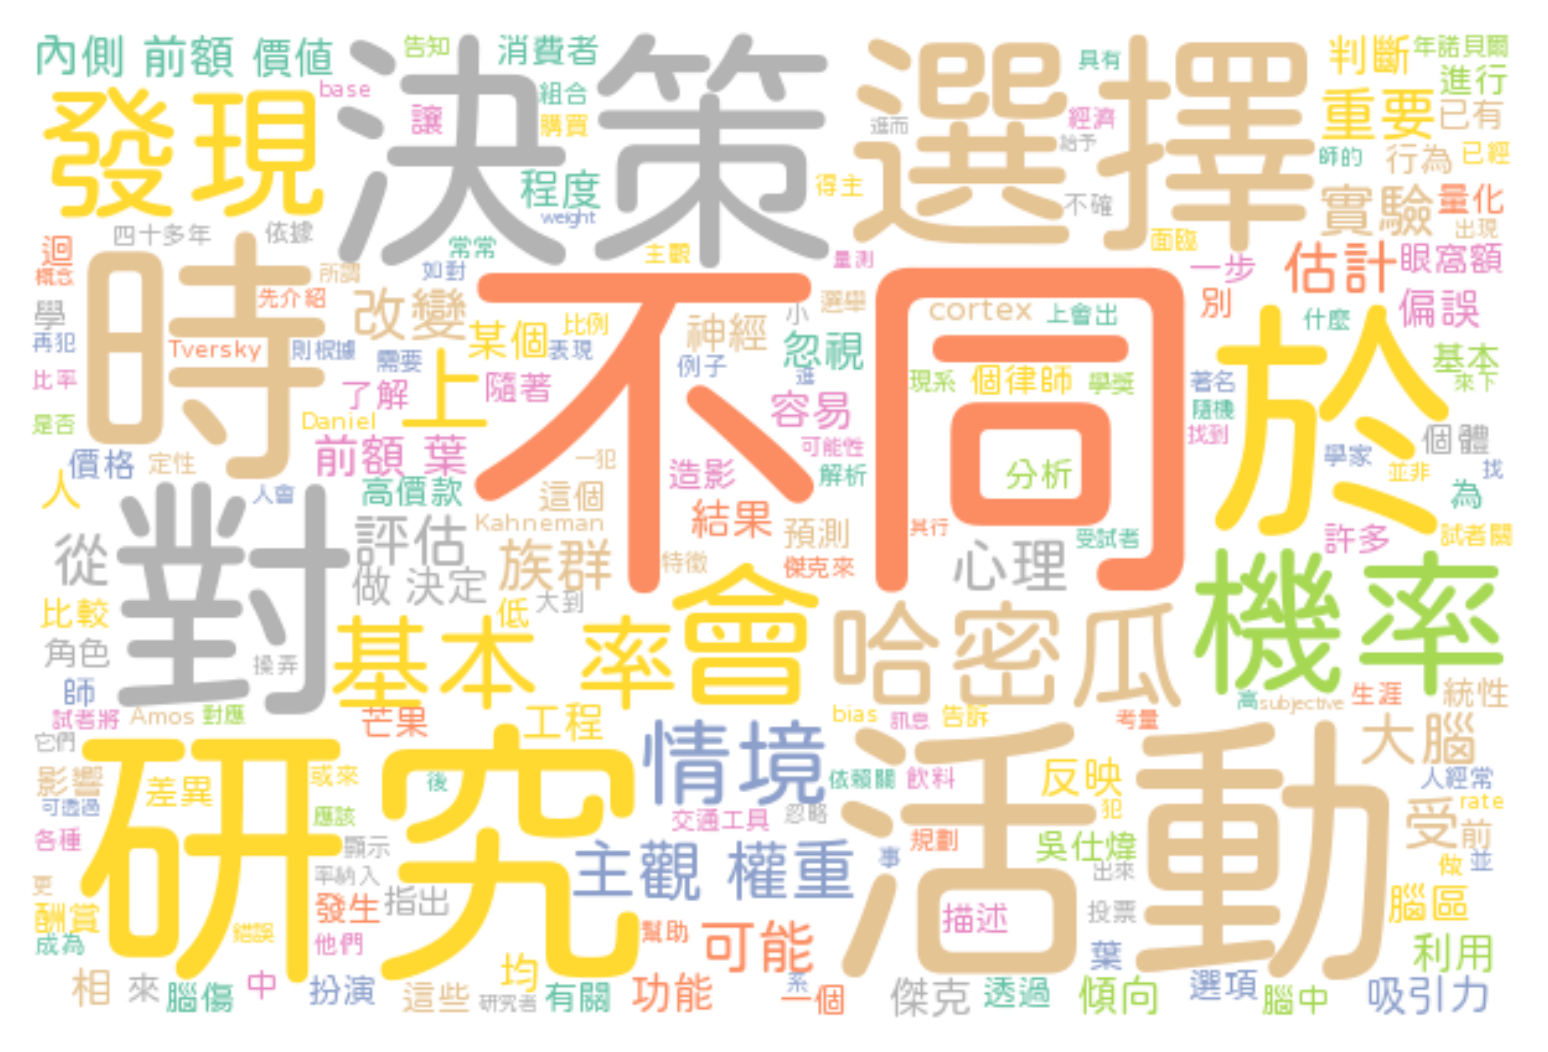 內側 前額 價值
告知
消費者
決策
選擇
具有
判斷
年諾貝爾
進行
發現
base
讓
組合
購買
進而
經濟
給予
重要
已有
師的
行為
已經
程度
weight
得主
不確
實驗
量化
出現
四十多年
依據
迴
概念
常常
如對
主觀
量測
面臨
一步
估計
眼窩額
時
所謂
先介紹
改變
不同
別
偏誤
學
再犯
Tversky
則根據
某個
比例
表現
神經
小
選舉
忽視
cortex
上會出
於
什麼
基本
比率
需要
了解
上
隨著
例子
進
現系
個律師
學獎
著名
來下
隨機
是否
Daniel
容易
找到
個體
前額 葉
可能性
價格
定性
一犯
造影
解析
分析
學家
並非
找
人
人會
高價款
這個
為
對
Kahneman
結果
預測
其行
受試者
許多
試者關
從
評估
族群
特徵
傑克來
心理
機率
做 決定
大到
比較
低
會
哈密瓜
角色
操弄
基本 率
師
試者將
Amos
對應
芒果
工程
bias
訊息
告訴
考量
高
subjective
生涯
統性
它們
研究
情境
活動
大腦
影響
差異
或來
後
依賴關
飲料
反映
人經常
可透過
應該
交通工具
忽略
犯
受
rate
前
各種
顯示
主觀 權重
事
規劃
吳仕煒
出來
做
並
更
率納入
酬賞
發生
指出
描述
投票
腦區
成為
錯誤
他們
幫助
可能
葉
利用
相
來
腦傷
中
扮演
這些
均
研究者
有關
功能
系
一個
傑克
透過
傾向
選項
腦中
吸引力